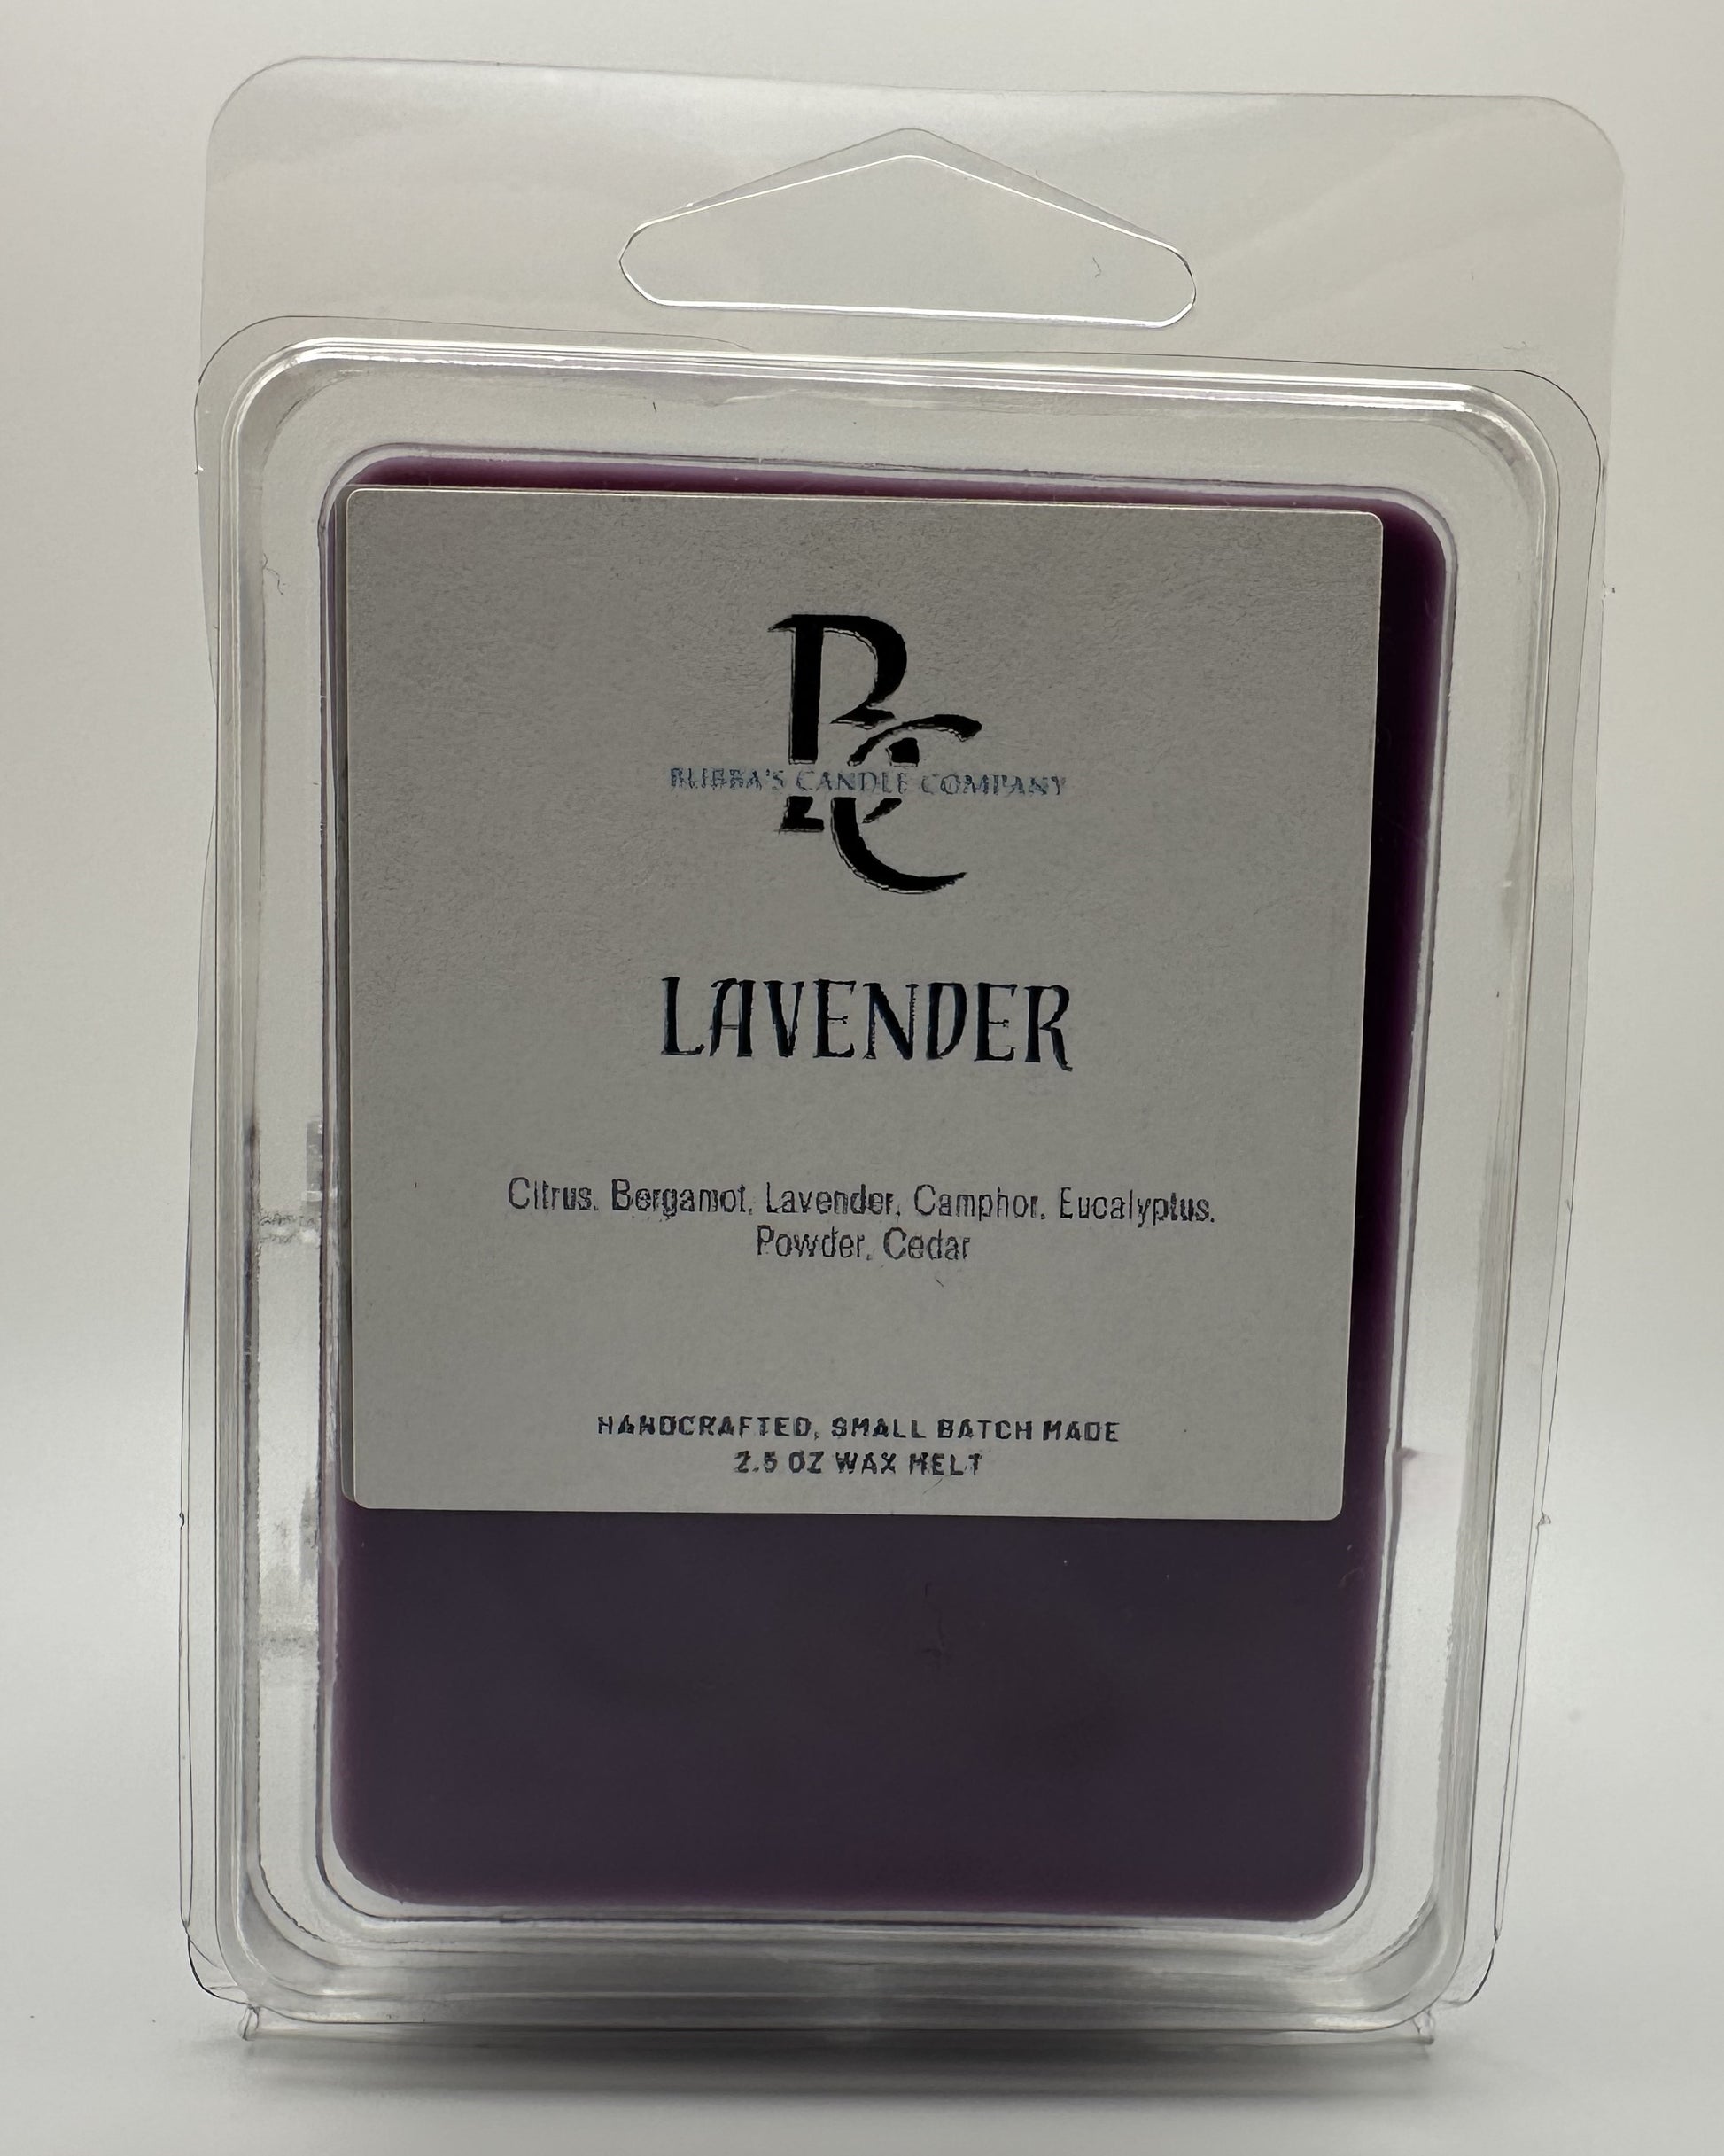 BC
BUBBA'S CANDLE COMPANY
LAVENDER
Citrus, Bergamot, Lavender, Camphor, Eucalyptus,
Powder, Cedar
HANDCRAFTED, SMALL BATCH MADE
2.5 OZ WAX MELT